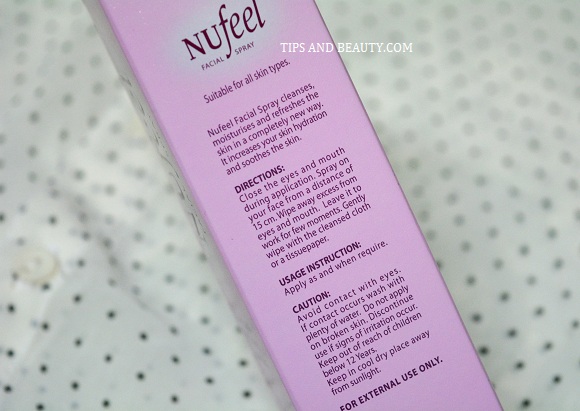 NUfeel
FACIAL SPRAY
TIPS AND BEAUTY.COM
Suitable for all skin types.
Nufeel Facial Spray cleanses,
moisturises and refreshes the
skin in a completely new way.
It increases your skin hydration
and soothes the skin.
DIRECTIONS:
Close the eyes and mouth
during application. Spray on
your face from a distance of
15 cm. Wipe away excess from
eyes and mouth. Leave it to
work for few moments. Gently
wipe with the cleansed cloth
or a tissuepaper.
USAGE INSTRUCTION:
Apply as and when require.
CAUTION:
Avoid contact with eyes.
If contact occurs wash with
plenty of water. Do not apply
on broken skin. Discontinue
use if signs of irritation occur.
Keep out of reach of children
below 12 Years.
Keep in cool dry place away
from sunlight.
FOR EXTERNAL USE ONLY.